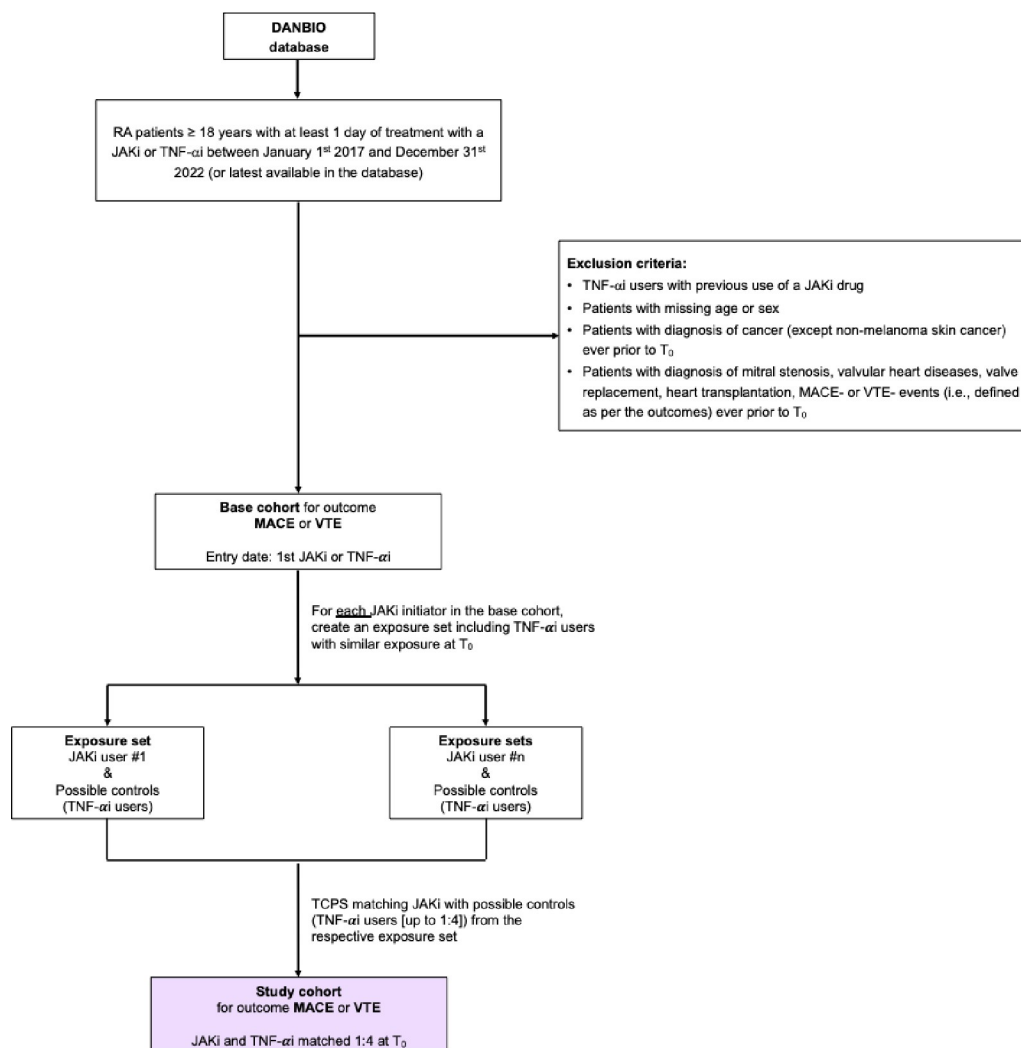 DANBIO
database
RA patients ≥ 18 years with at least 1 day of treatment with a
JAKi or TNF-αi between January 1st 2017 and December 31st
2022 (or latest available in the database)
Exclusion criteria:
• TNF-αi users with previous use of a JAKi drug
• Patients with missing age or sex
• Patients with diagnosis of cancer (except non-melanoma skin cancer)
ever prior to T0
• Patients with diagnosis of mitral stenosis, valvular heart diseases, valve
replacement, heart transplantation, MACE- or VTE- events (i.e., defined
as per the outcomes) ever prior to T0
Base cohort for outcome
MACE or VTE
Entry date: 1st JAKi or TNF-αi
For each JAKi initiator in the base cohort,
create an exposure set including TNF-αi users
with similar exposure at T0
Exposure set
JAKi user #1
&
Possible controls
(TNF-αi users)
Exposure sets
JAKi user #n
&
Possible controls
(TNF-αi users)
TCPS matching JAKi with possible controls
(TNF-αi users [up to 1:4]) from the
respective exposure set
Study cohort
for outcome MACE or VTE
JAKi and TNF-αi matched 1:4 at T0